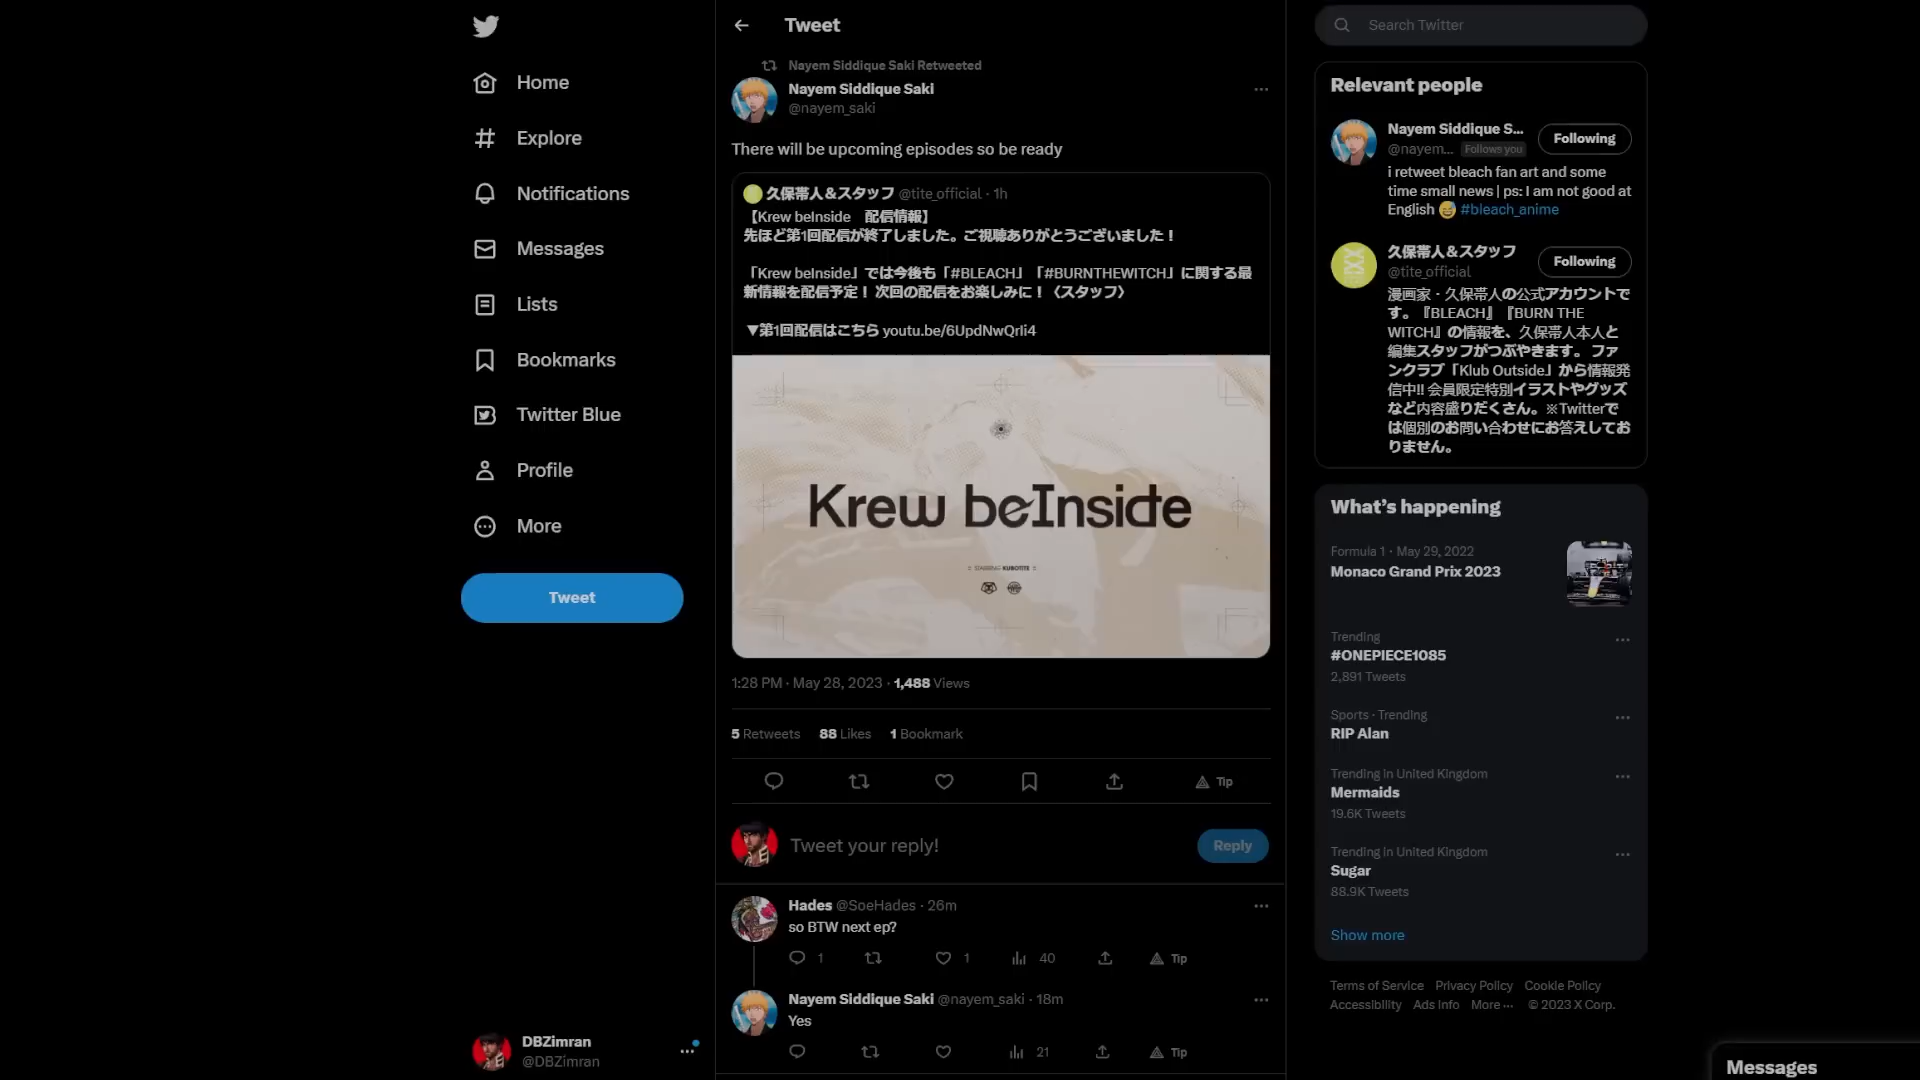 Home
Explore
Notifications
Messages
Lists
Bookmarks
Twitter Blue
Profile
More
Tweet
DBZimran
@DBZimran
Tweet
Nayem Siddique Saki Retweeted
Nayem Siddique Saki
@nayem_saki
There will be upcoming episodes so be ready
久保帯人&スタッフ @tite_official · 1h
【Krew beInside 配信情報】
先ほど第1回配信が終了しました。ご視聴ありがとうございました！
「Krew beInside」では今後も「#BLEACH」「#BURNTHEWITCH」に関する最
新情報を配信予定！ 次回の配信をお楽しみに！〈スタッフ〉
▼第1回配信はこちら youtu.be/6UpdNwQrli4
Krew beInside
STARRING KUBOTITE
1:28 PM · May 28, 2023 · 1,488 Views
5 Retweets 88 Likes 1 Bookmark
Tip
Tweet your reply!
Reply
Hades @SoeHades · 26m
so BTW next ep?
1 1 40 Tip
Nayem Siddique Saki @nayem_saki · 18m
Yes
21 Tip
Search Twitter
Relevant people
Nayem Siddique S...
@nayem... Follows you
Following
i retweet bleach fan art and some
time small news | ps: I am not good at
English 😅 #bleach_anime
久保帯人&スタッフ
@tite_official
Following
漫画家・久保帯人の公式アカウントで
す。『BLEACH』『BURN THE
WITCH』の情報を、久保帯人本人と
編集スタッフがつぶやきます。 ファ
ンクラブ「Klub Outside」から情報発
信中!! 会員限定特別イラストやグッズ
など内容盛りだくさん。※Twitterで
は個別のお問い合わせにお答えしてお
りません。
What's happening
Formula 1 · May 29, 2022
Monaco Grand Prix 2023
Trending
#ONEPIECE1085
2,891 Tweets
Sports · Trending
RIP Alan
Trending in United Kingdom
Mermaids
19.6K Tweets
Trending in United Kingdom
Sugar
88.9K Tweets
Show more
Terms of Service Privacy Policy Cookie Policy
Accessibility Ads info More ··· © 2023 X Corp.
Messages